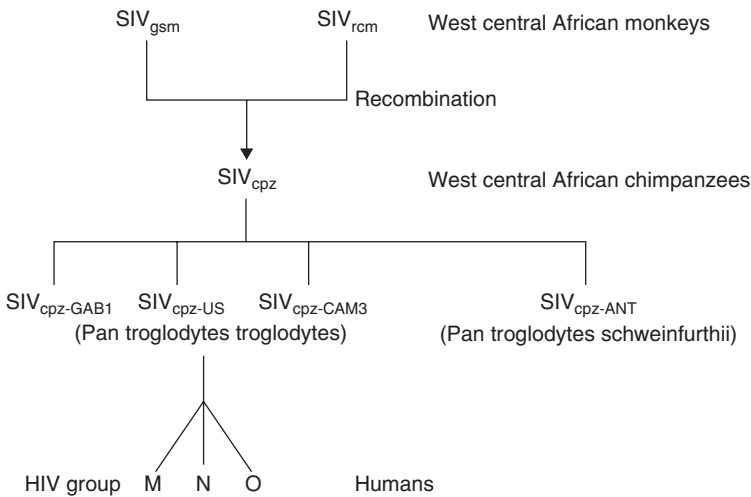 SIVgsm SIVrcm West central African monkeys
Recombination
SIVcpz West central African chimpanzees
SIVcpz-GAB1 SIVcpz-US SIVcpz-CAM3 SIVcpz-ANT
(Pan troglodytes troglodytes) (Pan troglodytes schweinfurthii)
HIV group M N O Humans